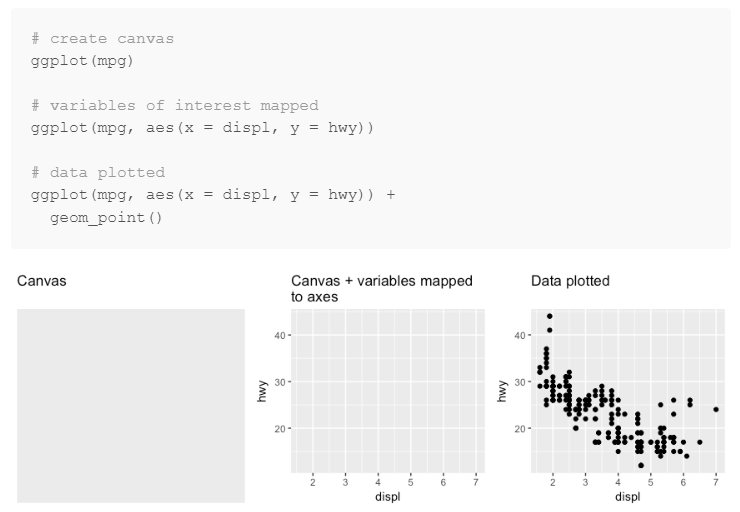 # create canvas
ggplot(mpg)
# variables of interest mapped
ggplot(mpg, aes(x = displ, y = hwy))
# data plotted
ggplot(mpg, aes(x = displ, y = hwy)) +
  geom_point()
Canvas
Canvas + variables mapped
to axes
40
30
20
hwy
2 3 4 5 6 7
displ
Data plotted
40
30
20
hwy
2 3 4 5 6 7
displ